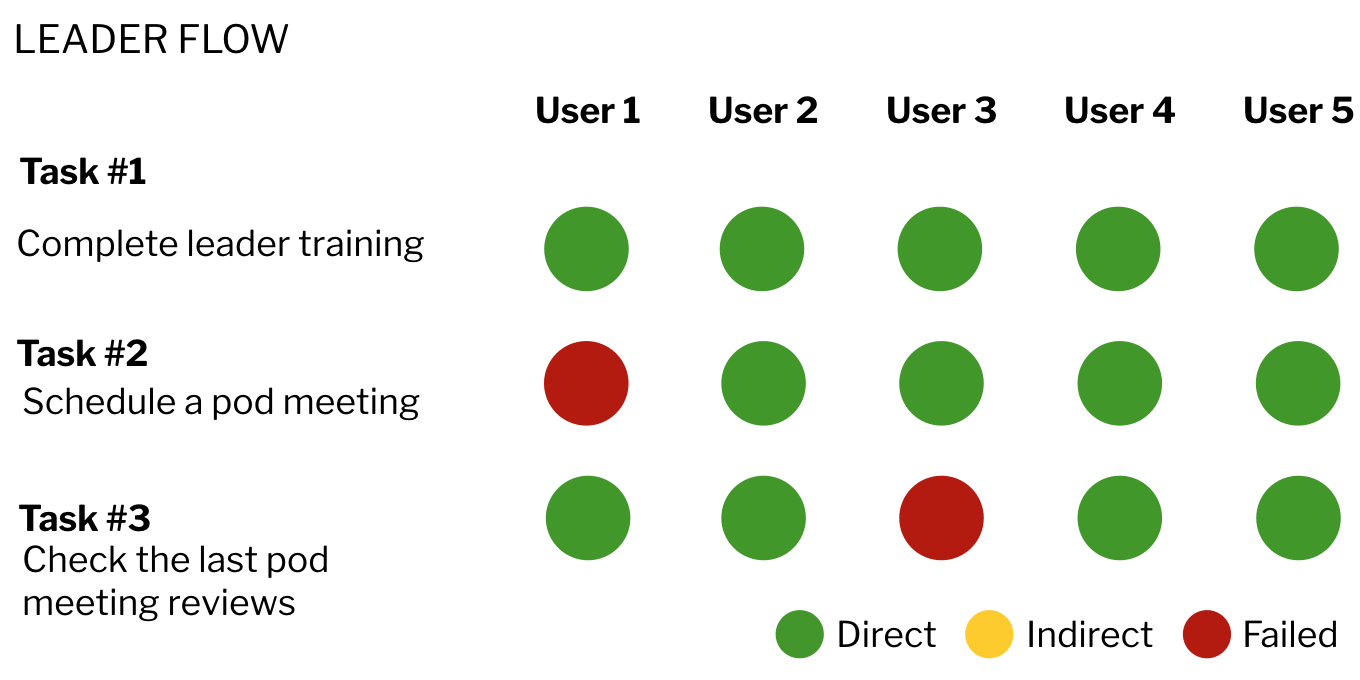 LEADER FLOW
User 1 User 2 User 3 User 4 User 5
Task #1
Complete leader training
Task #2
Schedule a pod meeting
Task #3
Check the last pod
meeting reviews
Direct Indirect Failed